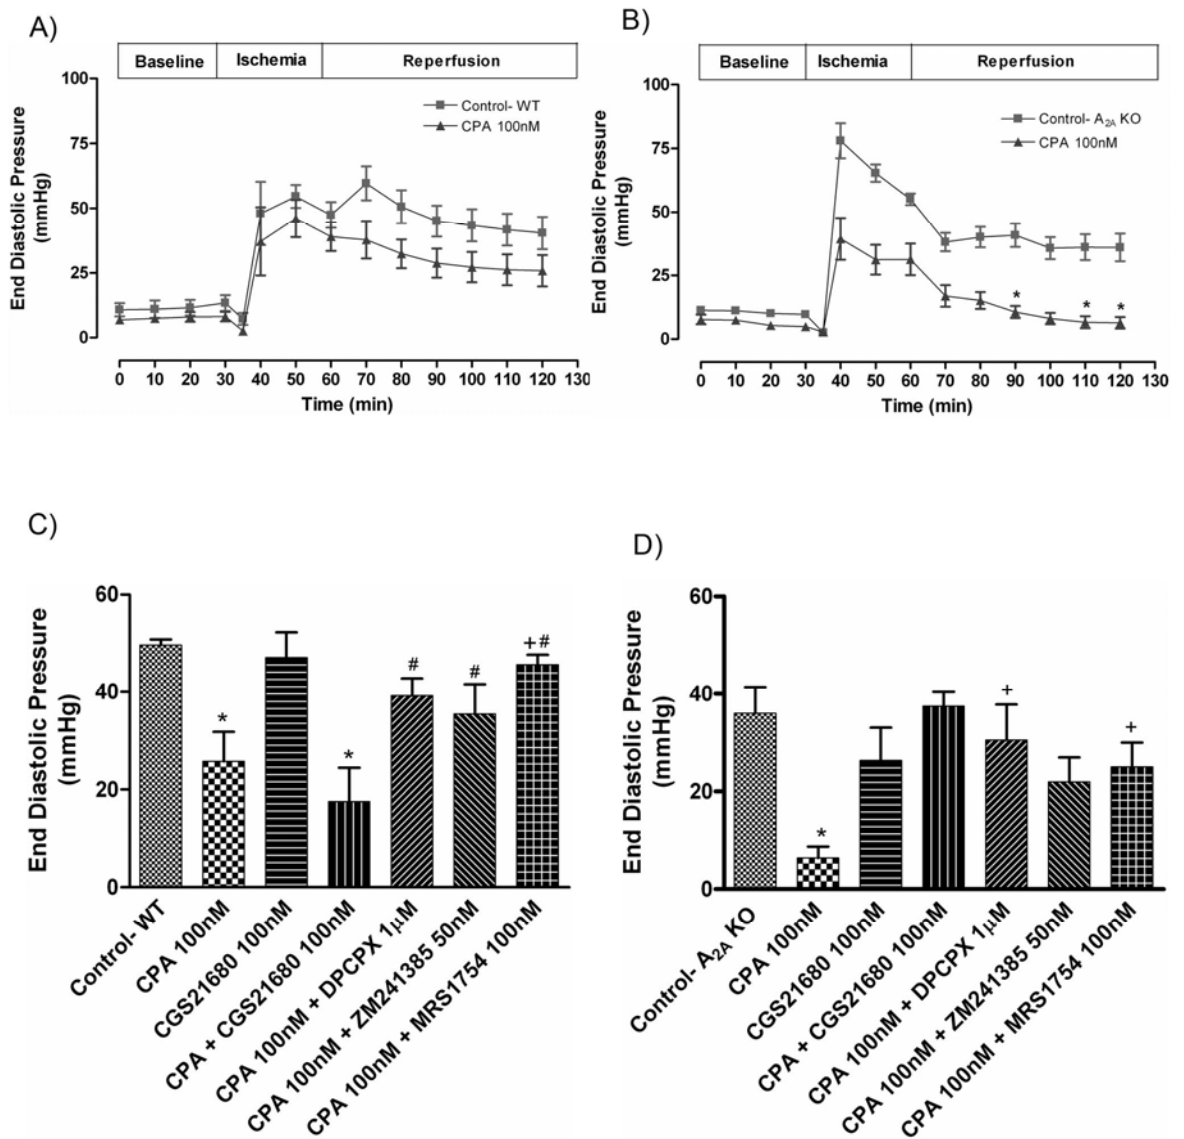 A)
Baseline Ischemia Reperfusion
100
75
50
25
0
End Diastolic Pressure
(mmHg)
Control- WT
CPA 100nM
0 10 20 30 40 50 60 70 80 90 100 110 120 130
Time (min)
B)
Baseline Ischemia Reperfusion
100
75
50
25
0
End Diastolic Pressure
(mmHg)
Control- A2A KO
CPA 100nM
* * *
0 10 20 30 40 50 60 70 80 90 100 110 120 130
Time (min)
C)
60
40
20
0
End Diastolic Pressure
(mmHg)
* * # # +#
Control- WT
CPA 100nM
CGS21680 100nM
CPA + CGS21680 100nM
CPA 100nM + DPCPX 1μM
CPA 100nM + ZM241385 50nM
CPA 100nM + MRS1754 100nM
D)
60
40
20
0
End Diastolic Pressure
(mmHg)
* + +
Control- A2A KO
CPA 100nM
CGS21680 100nM
CPA + CGS21680 100nM
CPA 100nM + DPCPX 1μM
CPA 100nM + ZM241385 50nM
CPA 100nM + MRS1754 100nM